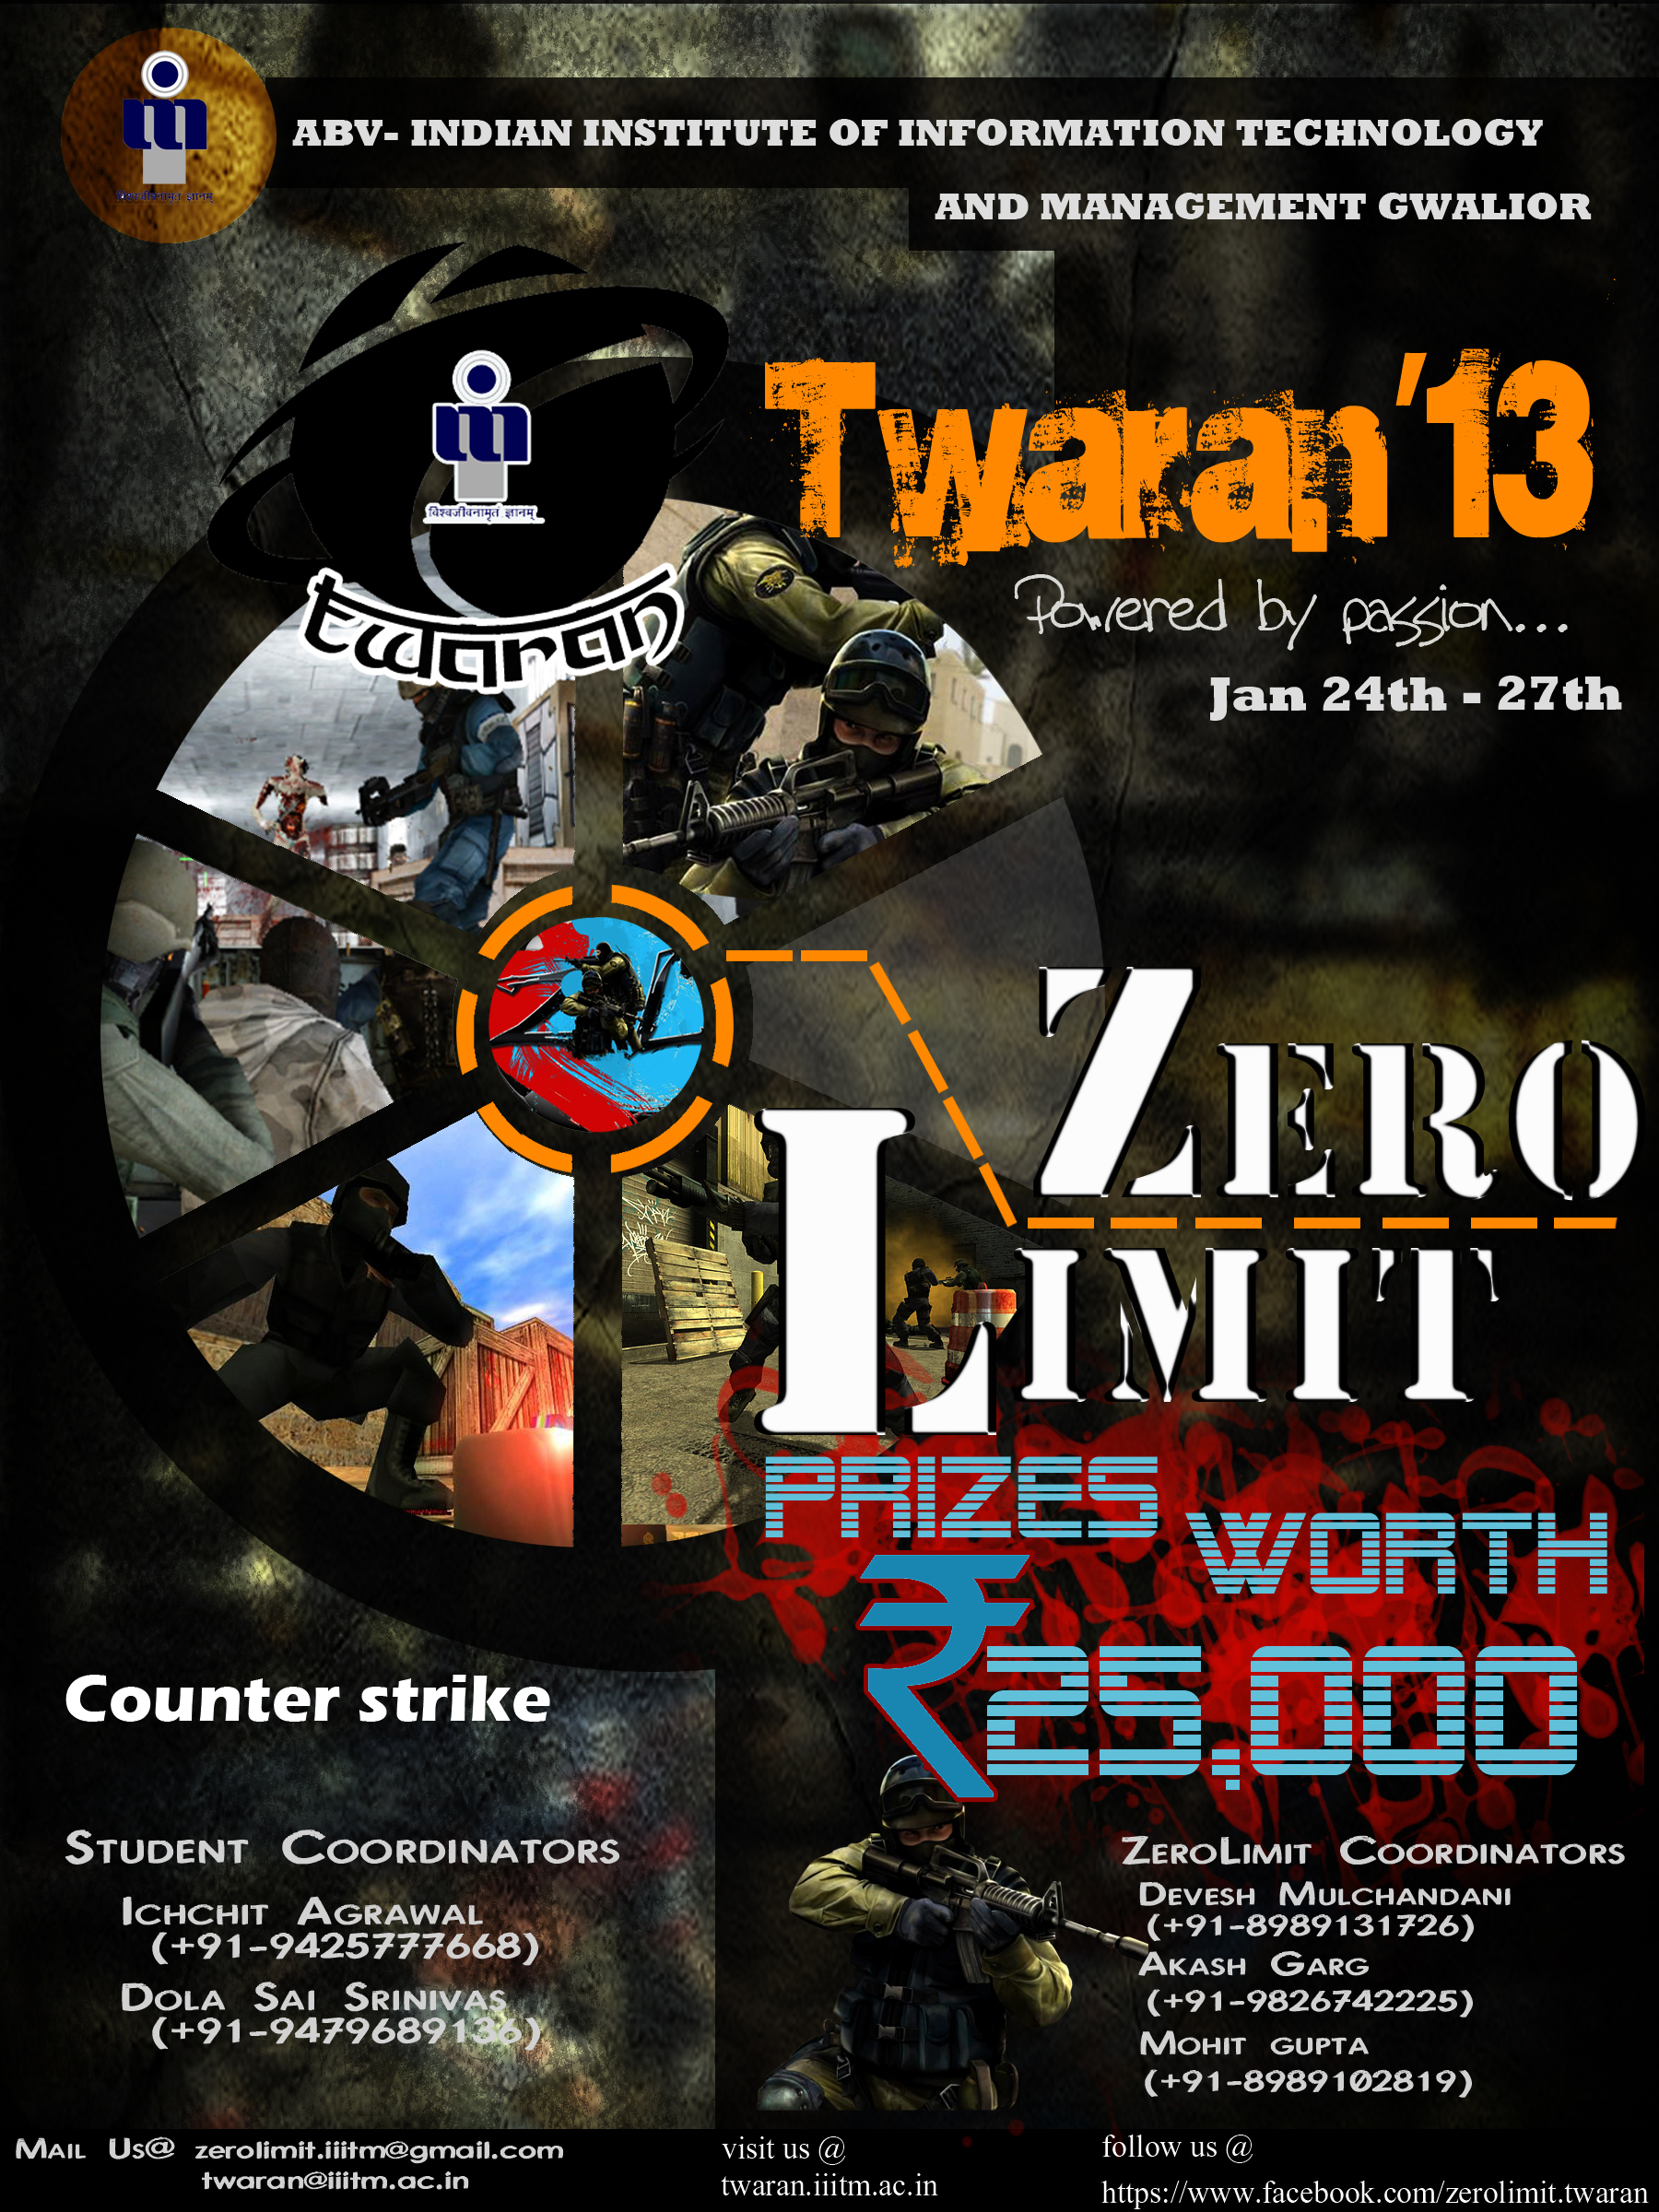 ABV- INDIAN INSTITUTE OF INFORMATION TECHNOLOGY
AND MANAGEMENT GWALIOR
विश्वजीवनामृतं ज्ञानम्
विश्वजीवनामृतं ज्ञानम्
twaran
Twaran'13
Powered by passion...
Jan 24th - 27th
ZERO
LIMIT
PRIZES
WORTH
₹25,000
Counter strike
STUDENT COORDINATORS
ICHCHIT AGRAWAL
(+91-9425777668)
DOLA SAI SRINIVAS
(+91-9479689136)
ZEROLIMIT COORDINATORS
DEVESH MULCHANDANI
(+91-8989131726)
AKASH GARG
(+91-9826742225)
MOHIT GUPTA
(+91-8989102819)
MAIL US@ zerolimit.iiitm@gmail.com
twaran@iiitm.ac.in
visit us @
twaran.iiitm.ac.in
follow us @
https://www.facebook.com/zerolimit.twaran